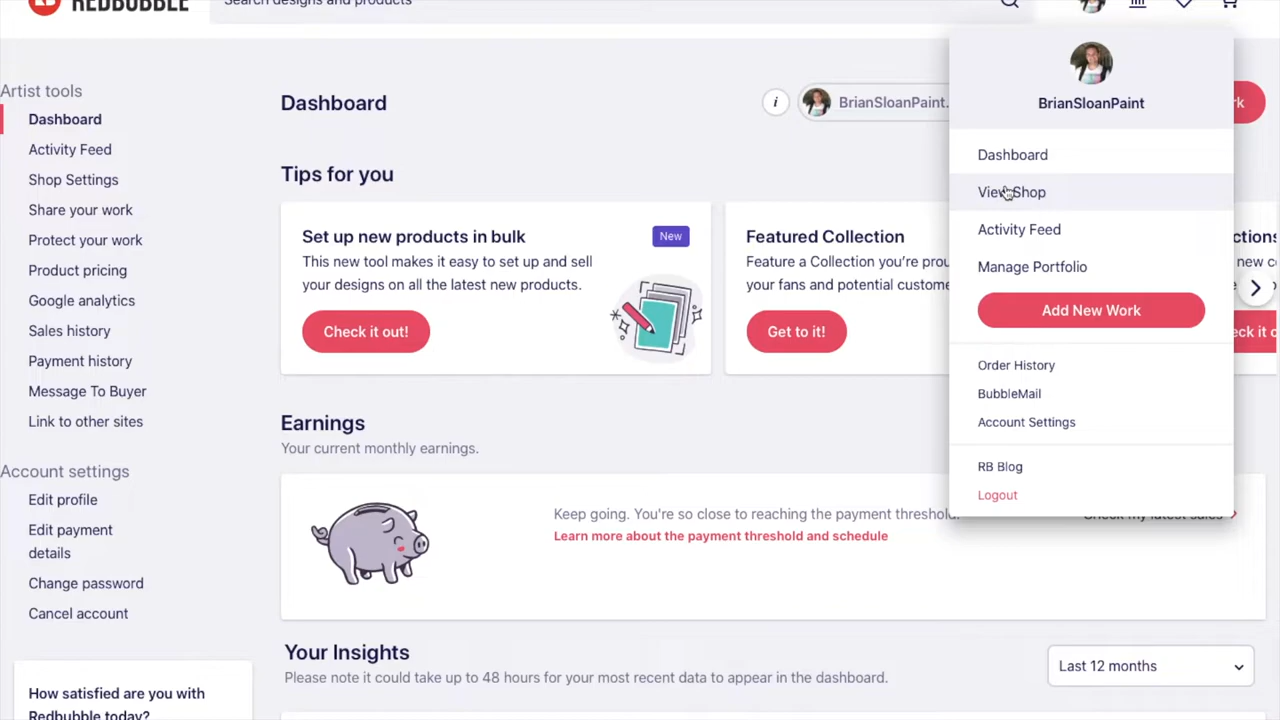 REDBUBBLE
Search designs and products
Artist tools
Dashboard
Activity Feed
Shop Settings
Share your work
Protect your work
Product pricing
Google analytics
Sales history
Payment history
Message To Buyer
Link to other sites
Account settings
Edit profile
Edit payment
details
Change password
Cancel account
How satisfied are you with
Redbubble today?
Dashboard
i
BrianSloanPaint.
Tips for you
Set up new products in bulk
New
This new tool makes it easy to set up and sell
your designs on all the latest new products.
Check it out!
Featured Collection
Feature a Collection you're
your fans and potential
Get to it!
Earnings
Your current monthly earnings.
Keep going. You're so close to reaching the payment threshold.
Learn more about the payment threshold and schedule
Check my latest sales
Your Insights
Please note it could take up to 48 hours for your most recent data to appear in the dashboard.
Last 12 months
BrianSloanPaint
Dashboard
View Shop
Activity Feed
Manage Portfolio
Add New Work
Order History
BubbleMail
Account Settings
RB Blog
Logout